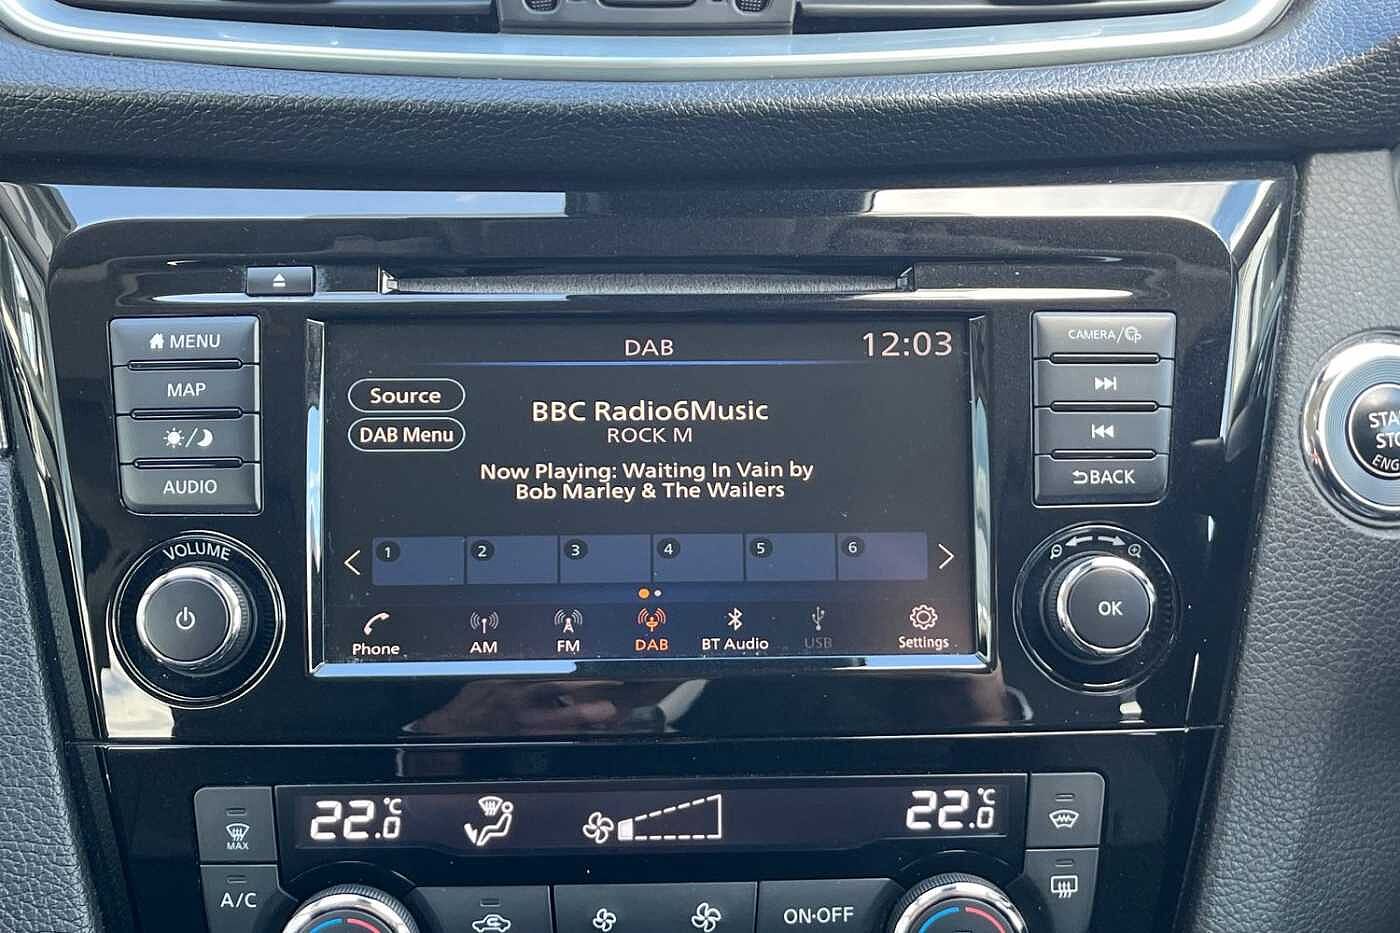 MENU
MAP
AUDIO
VOLUME
DAB
12:03
Source
DAB Menu
BBC Radio6Music
ROCK M
Now Playing: Waiting In Vain by
Bob Marley & The Wailers
1 2 3 4 5 6
Phone AM FM DAB BT Audio USB Settings
CAMERA/
BACK
OK
22.0 °C
22.0 °C
MAX
A/C
ON·OFF